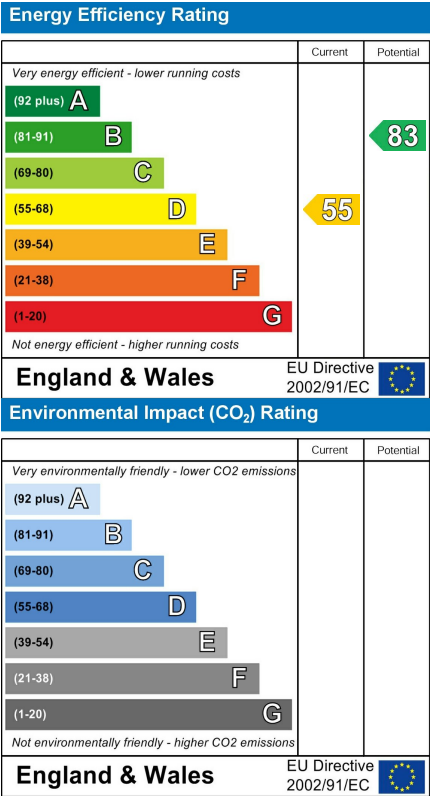 Energy Efficiency Rating
Current Potential
Very energy efficient - lower running costs
(92 plus) A
(81-91) B
83
(69-80) C
(55-68) D
55
(39-54) E
(21-38) F
(1-20) G
Not energy efficient - higher running costs
England & Wales
EU Directive
2002/91/EC
Environmental Impact (CO₂) Rating
Current Potential
Very environmentally friendly - lower CO2 emissions
(92 plus) A
(81-91) B
(69-80) C
(55-68) D
(39-54) E
(21-38) F
(1-20) G
Not environmentally friendly - higher CO2 emissions
England & Wales
EU Directive
2002/91/EC